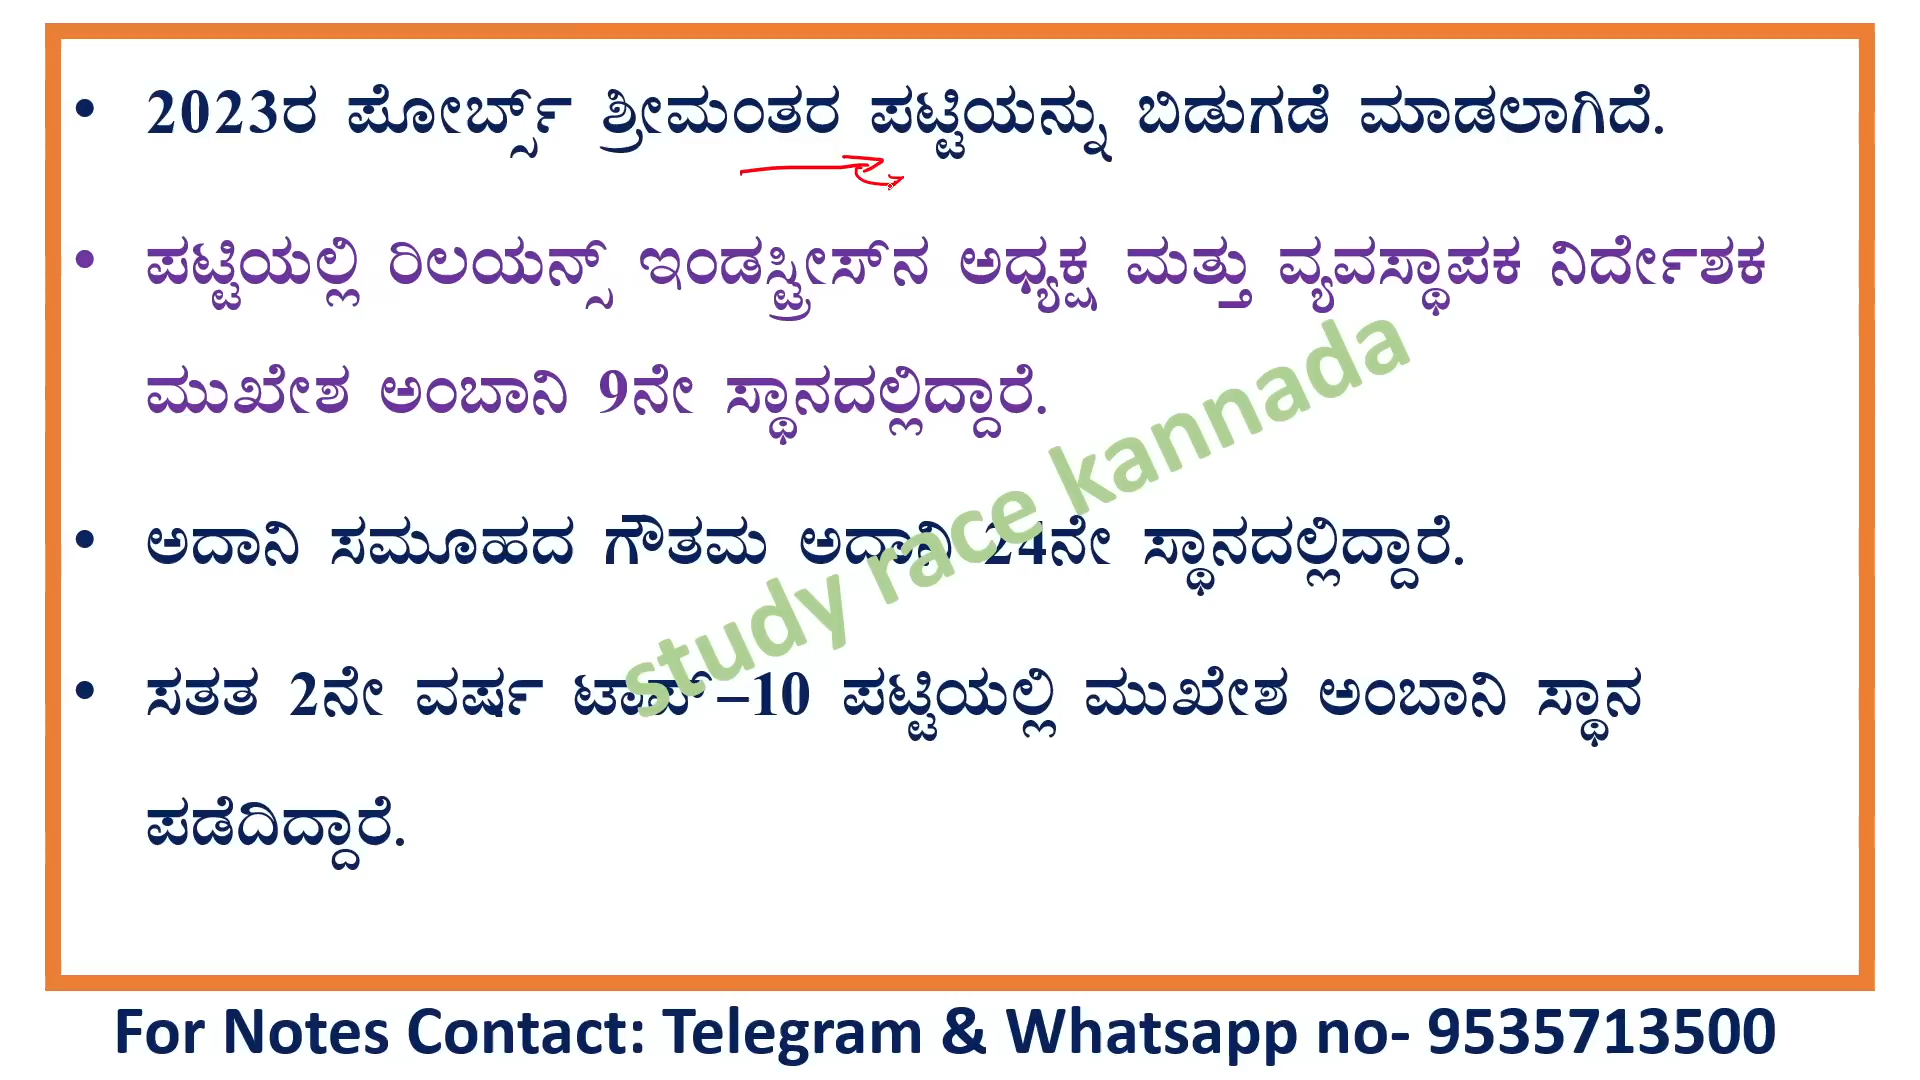 • 2023ರ ಪೋರ್ಬ್ಸ್ ಶ್ರೀಮಂತರ ಪಟ್ಟಿಯನ್ನು ಬಿಡುಗಡೆ ಮಾಡಲಾಗಿದೆ.
• ಪಟ್ಟಿಯಲ್ಲಿ ರಿಲಯನ್ಸ್ ಇಂಡಸ್ಟ್ರೀಸ್‌ನ ಅಧ್ಯಕ್ಷ ಮತ್ತು ವ್ಯವಸ್ಥಾಪಕ ನಿರ್ದೇಶಕ
ಮುಖೇಶ ಅಂಬಾನಿ 9ನೇ ಸ್ಥಾನದಲ್ಲಿದ್ದಾರೆ.
• ಅದಾನಿ ಸಮೂಹದ ಗೌತಮ ಅದಾನಿ 24ನೇ ಸ್ಥಾನದಲ್ಲಿದ್ದಾರೆ.
• ಸತತ 2ನೇ ವರ್ಷ ಟಾಪ್–10 ಪಟ್ಟಿಯಲ್ಲಿ ಮುಖೇಶ ಅಂಬಾನಿ ಸ್ಥಾನ
ಪಡೆದಿದ್ದಾರೆ.
study race kannada
For Notes Contact: Telegram & Whatsapp no- 9535713500